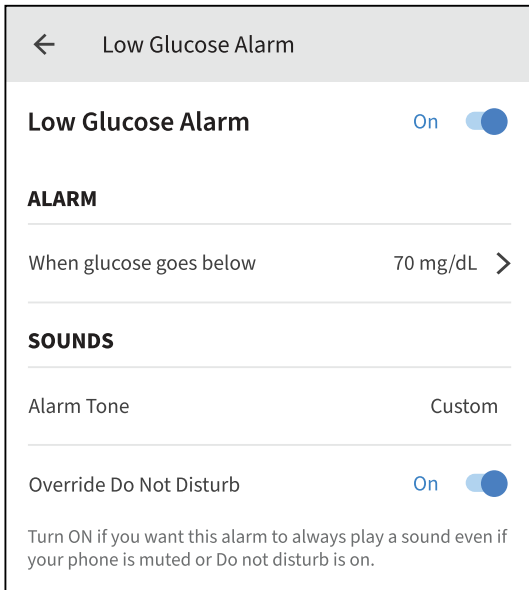 Low Glucose Alarm
Low Glucose Alarm On
ALARM
When glucose goes below 70 mg/dL
SOUNDS
Alarm Tone Custom
Override Do Not Disturb On
Turn ON if you want this alarm to always play a sound even if
your phone is muted or Do not disturb is on.